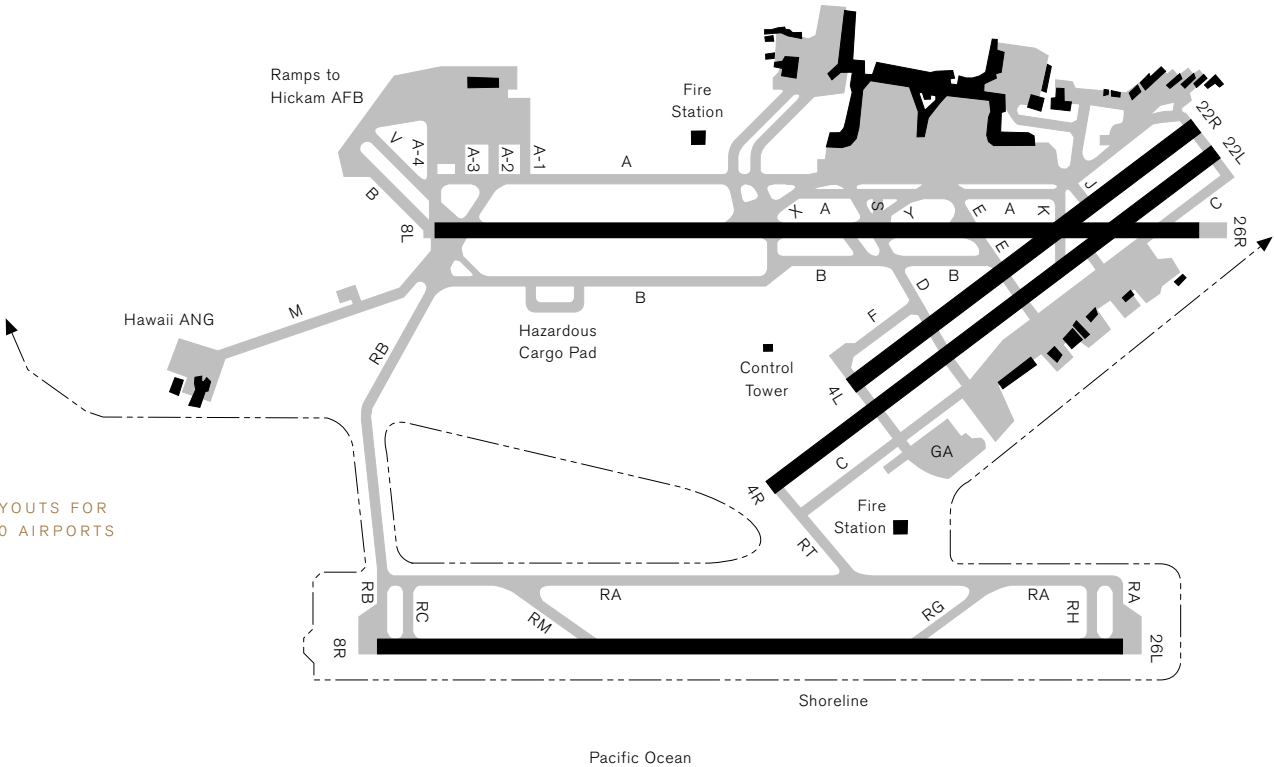 Ramps to
Hickam AFB
Fire
Station
22R
22L
V
A-4
A-3
A-2
A-1
A
B
J
C
X
A
S
Y
E
A
K
8L
26R
E
B
D
B
B
M
Hawaii ANG
F
Hazardous
Cargo Pad
RB
Control
Tower
4L
GA
C
4R
Fire
Station
YOUTS FOR
0 AIRPORTS
RT
RB
RC
RA
RM
RG
RA
RH
RA
8R
26L
Shoreline
Pacific Ocean